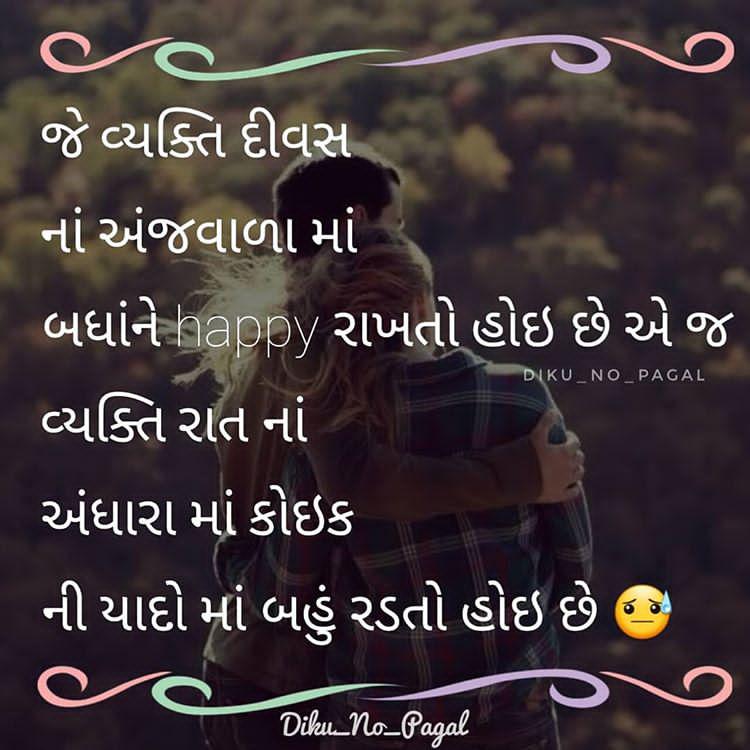 જે વ્યક્તિ દીવસ
નાં અંજવાળા માં
બધાંને happy રાખતો હોઇ છે એ જ
DIKU_NO_PAGAL
વ્યક્તિ રાત નાં
અંધારા માં કોઇક
ની યાદો માં બહું રડતો હોઇ છે 😓
Diku_No_Pagal